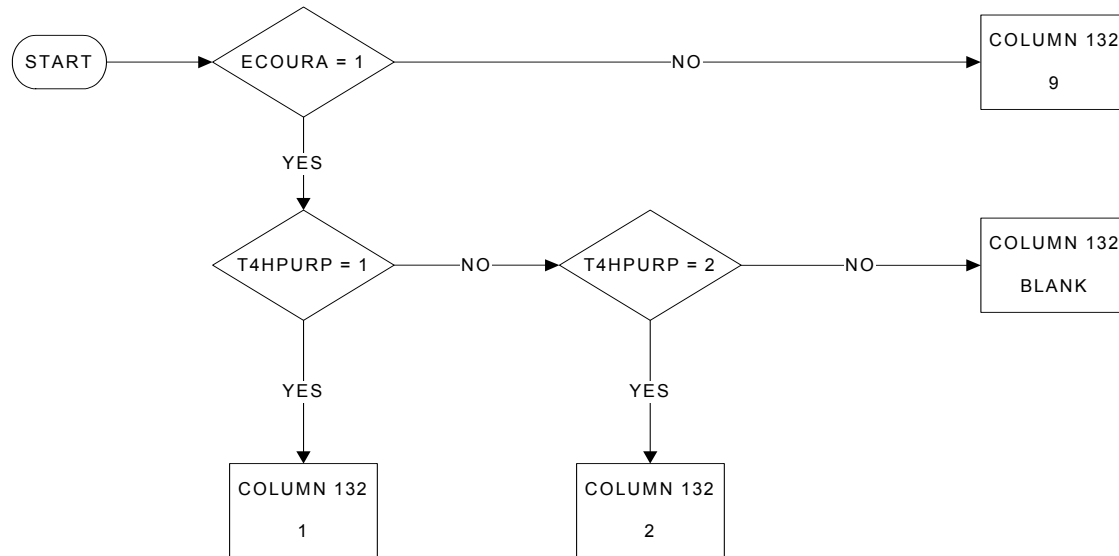 START
ECOURA = 1
NO
COLUMN 132
9
YES
T4HPURP = 1
NO
T4HPURP = 2
NO
COLUMN 132
BLANK
YES
YES
COLUMN 132
1
COLUMN 132
2